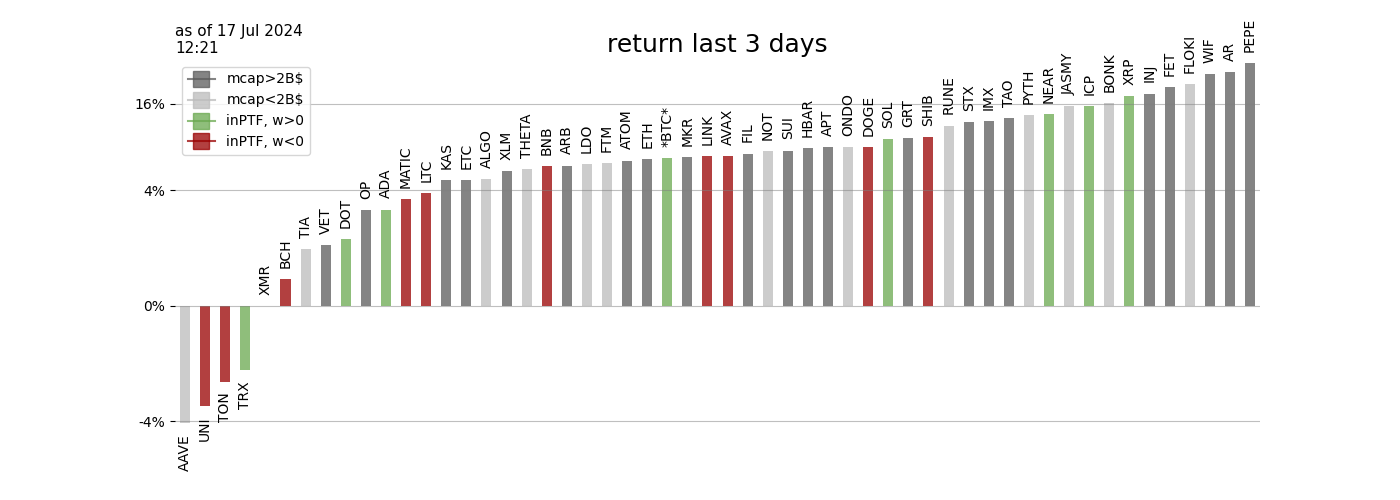 as of 17 Jul 2024
12:21
return last 3 days
mcap>2B$
mcap<2B$
inPTF, w>0
inPTF, w<0
16%
4%
0%
-4%
AAVE
UNI
TON
TRX
XMR
BCH
TIA
VET
DOT
OP
ADA
MATIC
LTC
KAS
ETC
ALGO
XLM
THETA
BNB
ARB
LDO
FTM
ATOM
ETH
*BTC*
MKR
LINK
AVAX
FIL
NOT
SUI
HBAR
APT
ONDO
DOGE
SOL
GRT
SHIB
RUNE
STX
IMX
TAO
PYTH
NEAR
JASMY
ICP
BONK
XRP
INJ
FET
FLOKI
WIF
AR
PEPE